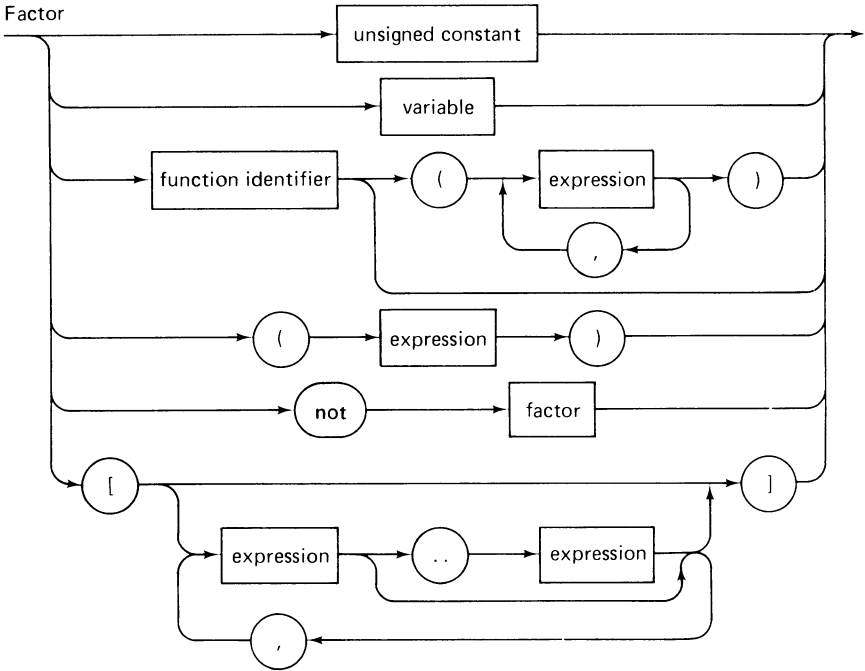 Factor
unsigned constant
variable
function identifier ( expression )
,
( expression )
not factor
[ ]
expression .. expression
,